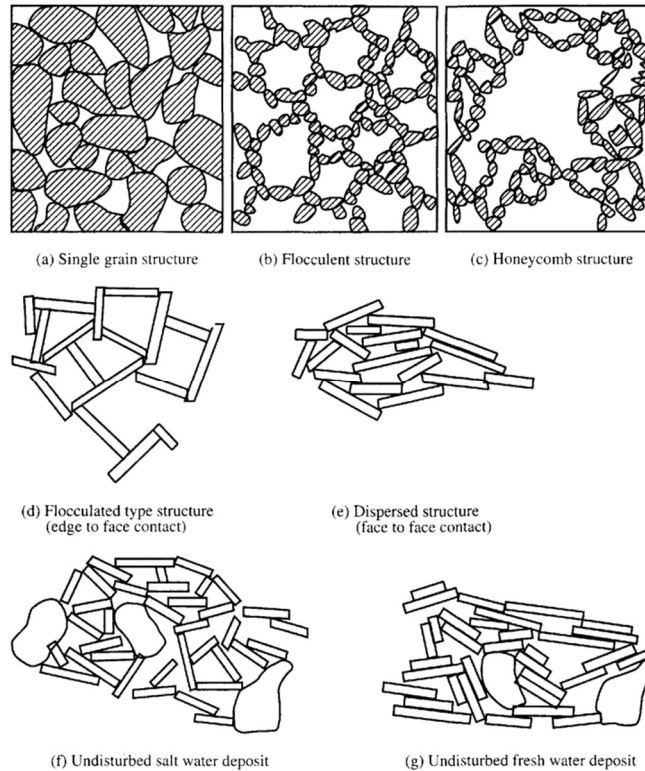 (a) Single grain structure
(b) Flocculent structure
(c) Honeycomb structure
(d) Flocculated type structure
(edge to face contact)
(e) Dispersed structure
(face to face contact)
(f) Undisturbed salt water deposit
(g) Undisturbed fresh water deposit